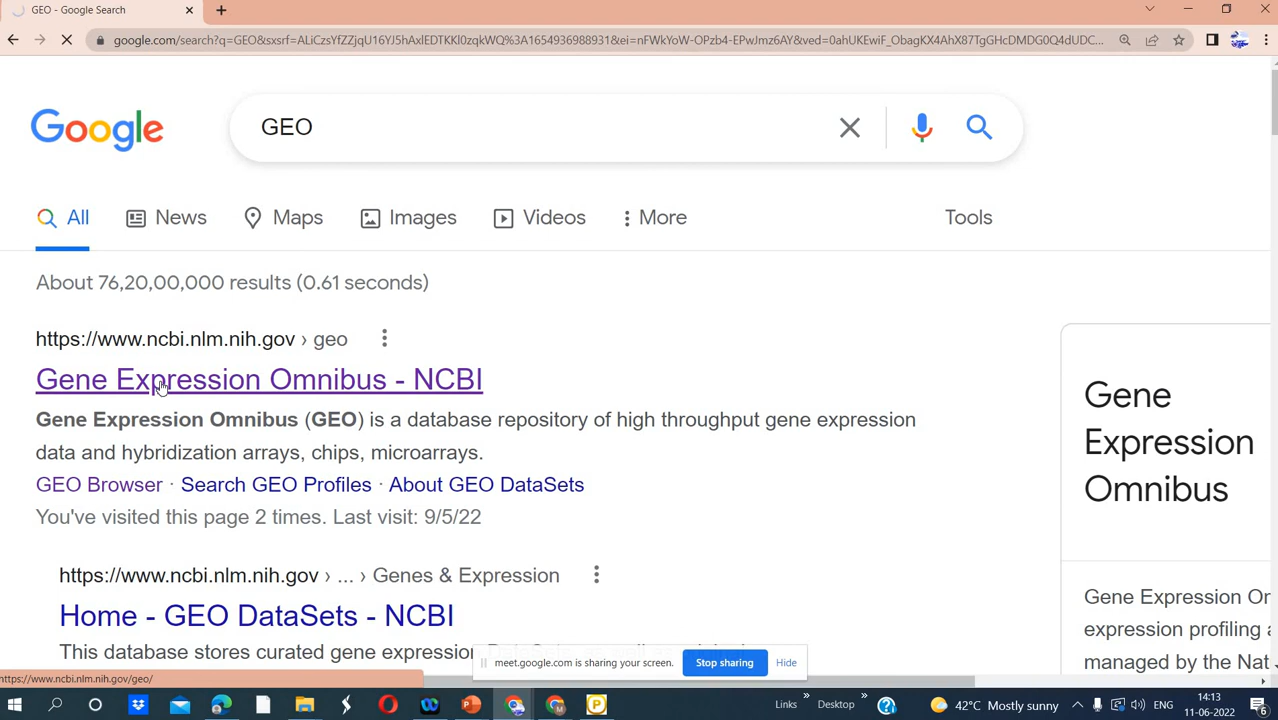 GEO - Google Search
google.com/search?q=GEO&sxsrf=ALiCzsYfZZjqU16YJ5hAxlEDTKKl0zqkWQ%3A1654936988931&ei=nFWkYoW-OPzb4-EPwJmz6AY&ved=0ahUKEwiF_ObagKX4AhX87TgGHcDMDG0Q4dUDC...
Google
GEO
All
News
Maps
Images
Videos
More
Tools
About 76,20,00,000 results (0.61 seconds)
https://www.ncbi.nlm.nih.gov › geo
Gene Expression Omnibus - NCBI
Gene Expression Omnibus (GEO) is a database repository of high throughput gene expression
data and hybridization arrays, chips, microarrays.
GEO Browser · Search GEO Profiles · About GEO DataSets
You've visited this page 2 times. Last visit: 9/5/22
https://www.ncbi.nlm.nih.gov › ... › Genes & Expression
Home - GEO DataSets - NCBI
This database stores curated gene expression
Gene
Expression
Omnibus
Gene Expression Or
expression profiling a
managed by the Nat
meet.google.com is sharing your screen.
Stop sharing
Hide
https://www.ncbi.nlm.nih.gov/geo/
Links
Desktop
42°C Mostly sunny
ENG
14:13
11-06-2022
6